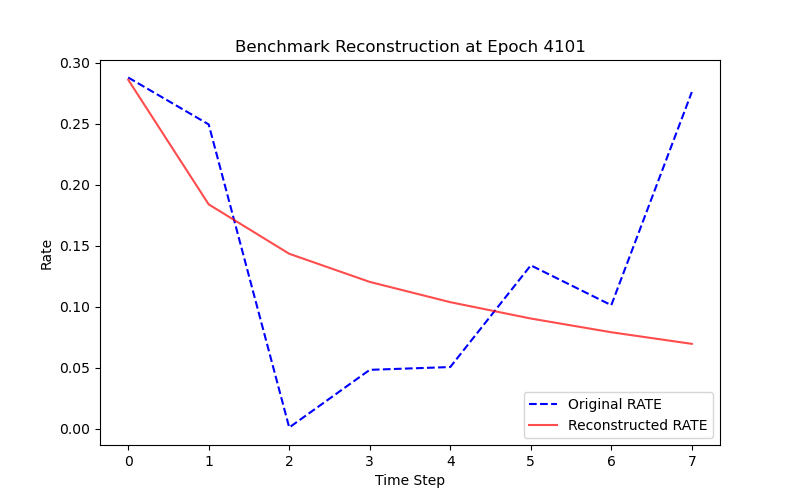 Benchmark Reconstruction at Epoch 4101
0.30
0.25
0.20
0.15
0.10
0.05
0.00
Rate
Original RATE
Reconstructed RATE
0 1 2 3 4 5 6 7
Time Step